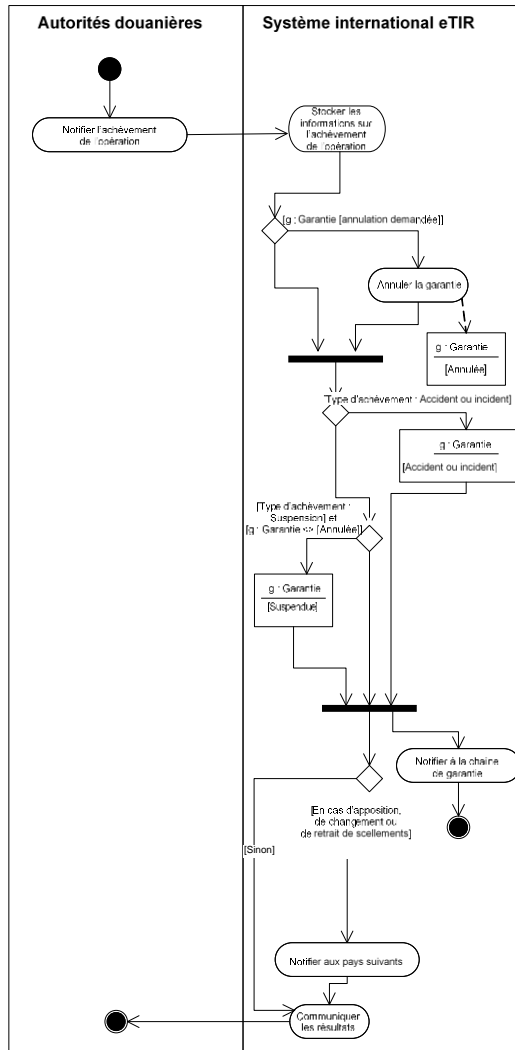 Autorités douanières
Système international eTIR
Notifier l'achèvement
de l'opération
Stocker les
informations sur
l'achèvement
de l'opération
[g : Garantie [annulation demandée]]
Annuler la garantie
g : Garantie
[Annulée]
[Type d'achèvement : Accident ou incident]
g : Garantie
[Accident ou incident]
[Type d'achèvement :
Suspension] et
[g : Garantie <> [Annulée]]
g : Garantie
[Suspendue]
Notifier à la chaine
de garantie
[En cas d'apposition,
de changement ou
de retrait de scellements]
[Sinon]
Notifier aux pays suivants
Communiquer
les résultats